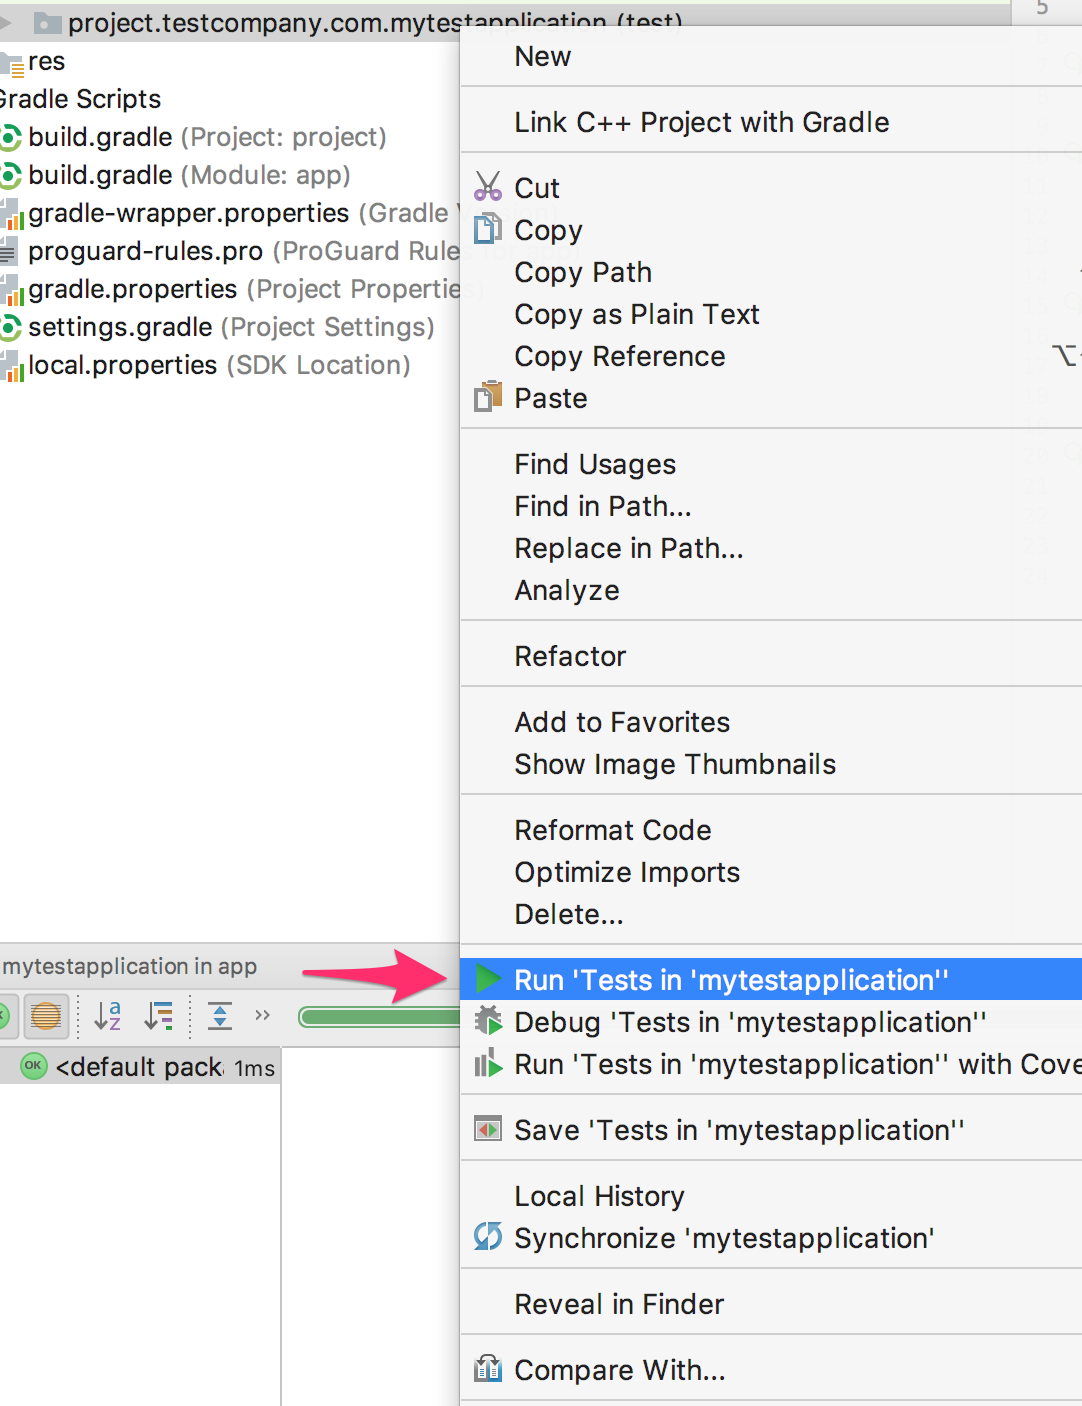 project.testcompany.com.mytestapplication (test)
5
res
Gradle Scripts
build.gradle (Project: project)
build.gradle (Module: app)
gradle-wrapper.properties (Gradle
proguard-rules.pro (ProGuard Rule
gradle.properties (Project Propertie
settings.gradle (Project Settings)
local.properties (SDK Location)
New
Link C++ Project with Gradle
Cut
Copy
Copy Path
Copy as Plain Text
Copy Reference ⌥
Paste
Find Usages
Find in Path...
Replace in Path...
Analyze
Refactor
Add to Favorites
Show Image Thumbnails
Reformat Code
Optimize Imports
Delete...
Run 'Tests in 'mytestapplication''
Debug 'Tests in 'mytestapplication''
Run 'Tests in 'mytestapplication'' with Cove
Save 'Tests in 'mytestapplication''
Local History
Synchronize 'mytestapplication'
Reveal in Finder
Compare With...
mytestapplication in app
a
z
>>
OK <default pack 1ms